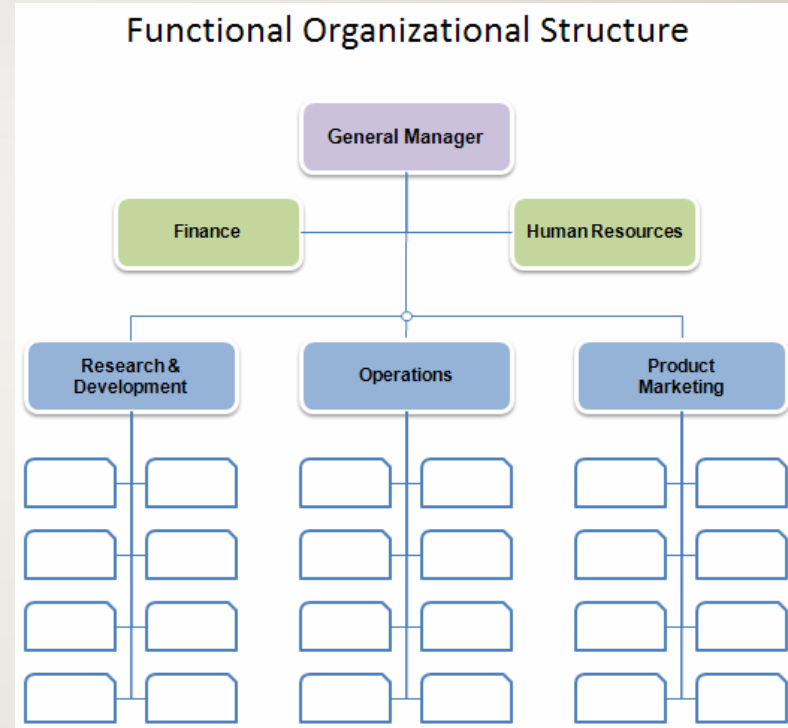 Functional Organizational Structure
General Manager
Finance
Human Resources
Research &
Development
Operations
Product
Marketing